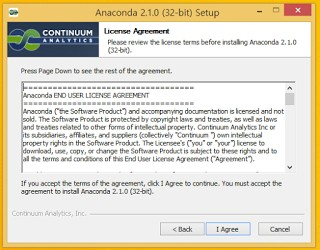 Anaconda 2.1.0 (32-bit) Setup
CONTINUUM
ANALYTICS
License Agreement
Please review the license terms before installing Anaconda 2.1.0
(32-bit).
Press Page Down to see the rest of the agreement.
========================================
Anaconda END USER LICENSE AGREEMENT
========================================
Anaconda ("the Software Product") and accompanying documentation is licensed and not
sold. The Software Product is protected by copyright laws and treaties, as well as laws
and treaties related to other forms of intellectual property. Continuum Analytics Inc or
its subsidiaries, affiliates, and suppliers (collectively "Continuum ") own intellectual
property rights in the Software Product. The Licensee's ("you" or "your") license to
download, use, copy, or change the Software Product is subject to these rights and to
all the terms and conditions of this End User License Agreement ("Agreement").
If you accept the terms of the agreement, click I Agree to continue. You must accept the
agreement to install Anaconda 2.1.0 (32-bit).
Continuum Analytics, Inc.
< Back
I Agree
Cancel